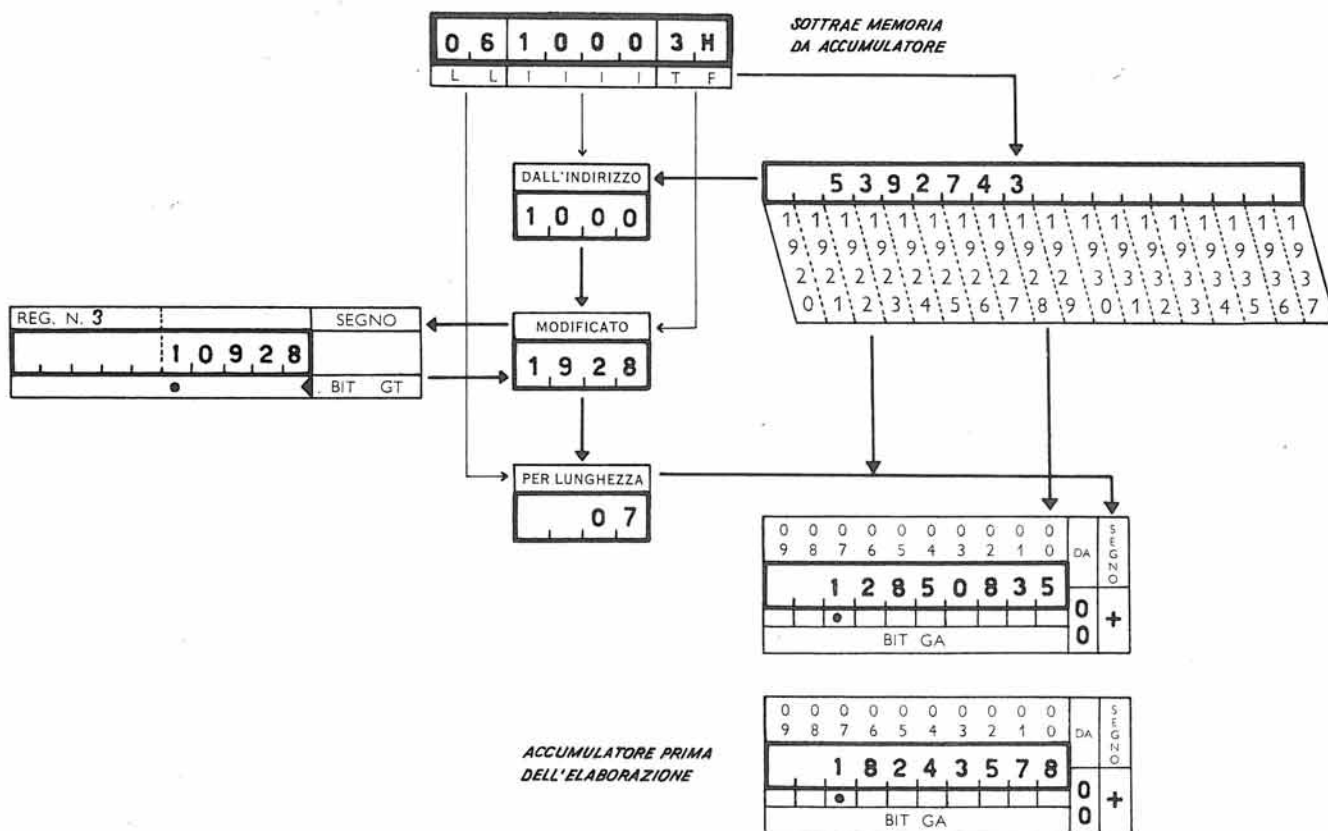 SOTTRAE MEMORIA
DA ACCUMULATORE
0 6 1 0 0 0 3 H
L L I I I I T F
DALL'INDIRIZZO
1 0 0 0
5 3 9 2 7 4 3
1 1 1 1 1 1 1 1 1 1 1 1 1 1 1 1 1 1
9 9 9 9 9 9 9 9 9 9 9 9 9 9 9 9 9 9
2 2 2 2 2 2 2 2 2 2 3 3 3 3 3 3 3 3
0 1 2 3 4 5 6 7 8 9 0 1 2 3 4 5 6 7
REG. N. 3 SEGNO
1 0 9 2 8
BIT GT
MODIFICATO
1 9 2 8
PER LUNGHEZZA
0 7
0 0 0 0 0 0 0 0 0 0
9 8 7 6 5 4 3 2 1 0 DA SEGNO
1 2 8 5 0 8 3 5
0 0 +
BIT GA
ACCUMULATORE PRIMA
DELL'ELABORAZIONE
0 0 0 0 0 0 0 0 0 0
9 8 7 6 5 4 3 2 1 0 DA SEGNO
1 8 2 4 3 5 7 8
0 0 +
BIT GA